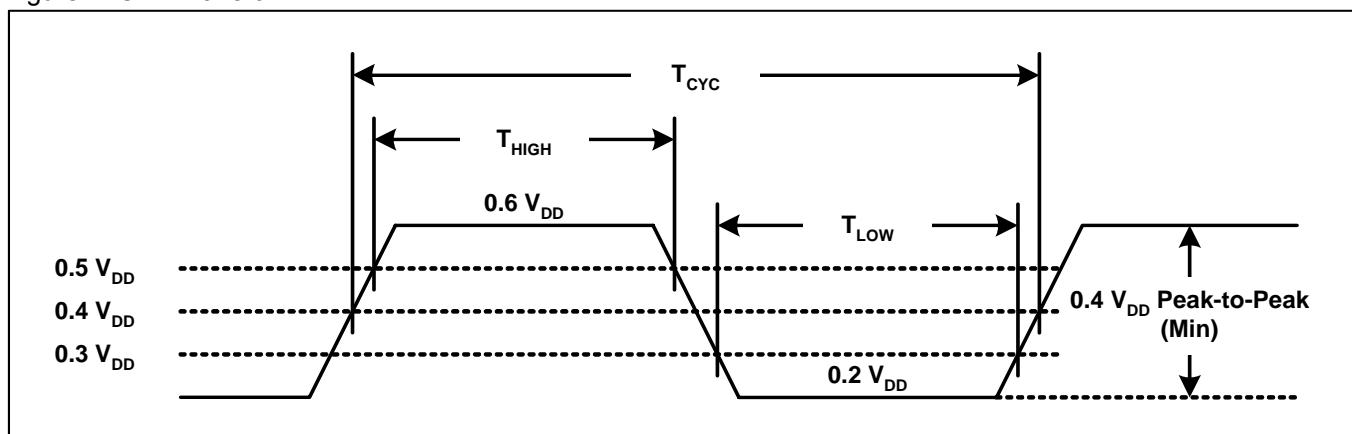 T_CYC
T_HIGH
0.6 V_DD
T_LOW
0.5 V_DD
0.4 V_DD
0.3 V_DD
0.4 V_DD Peak-to-Peak
(Min)
0.2 V_DD